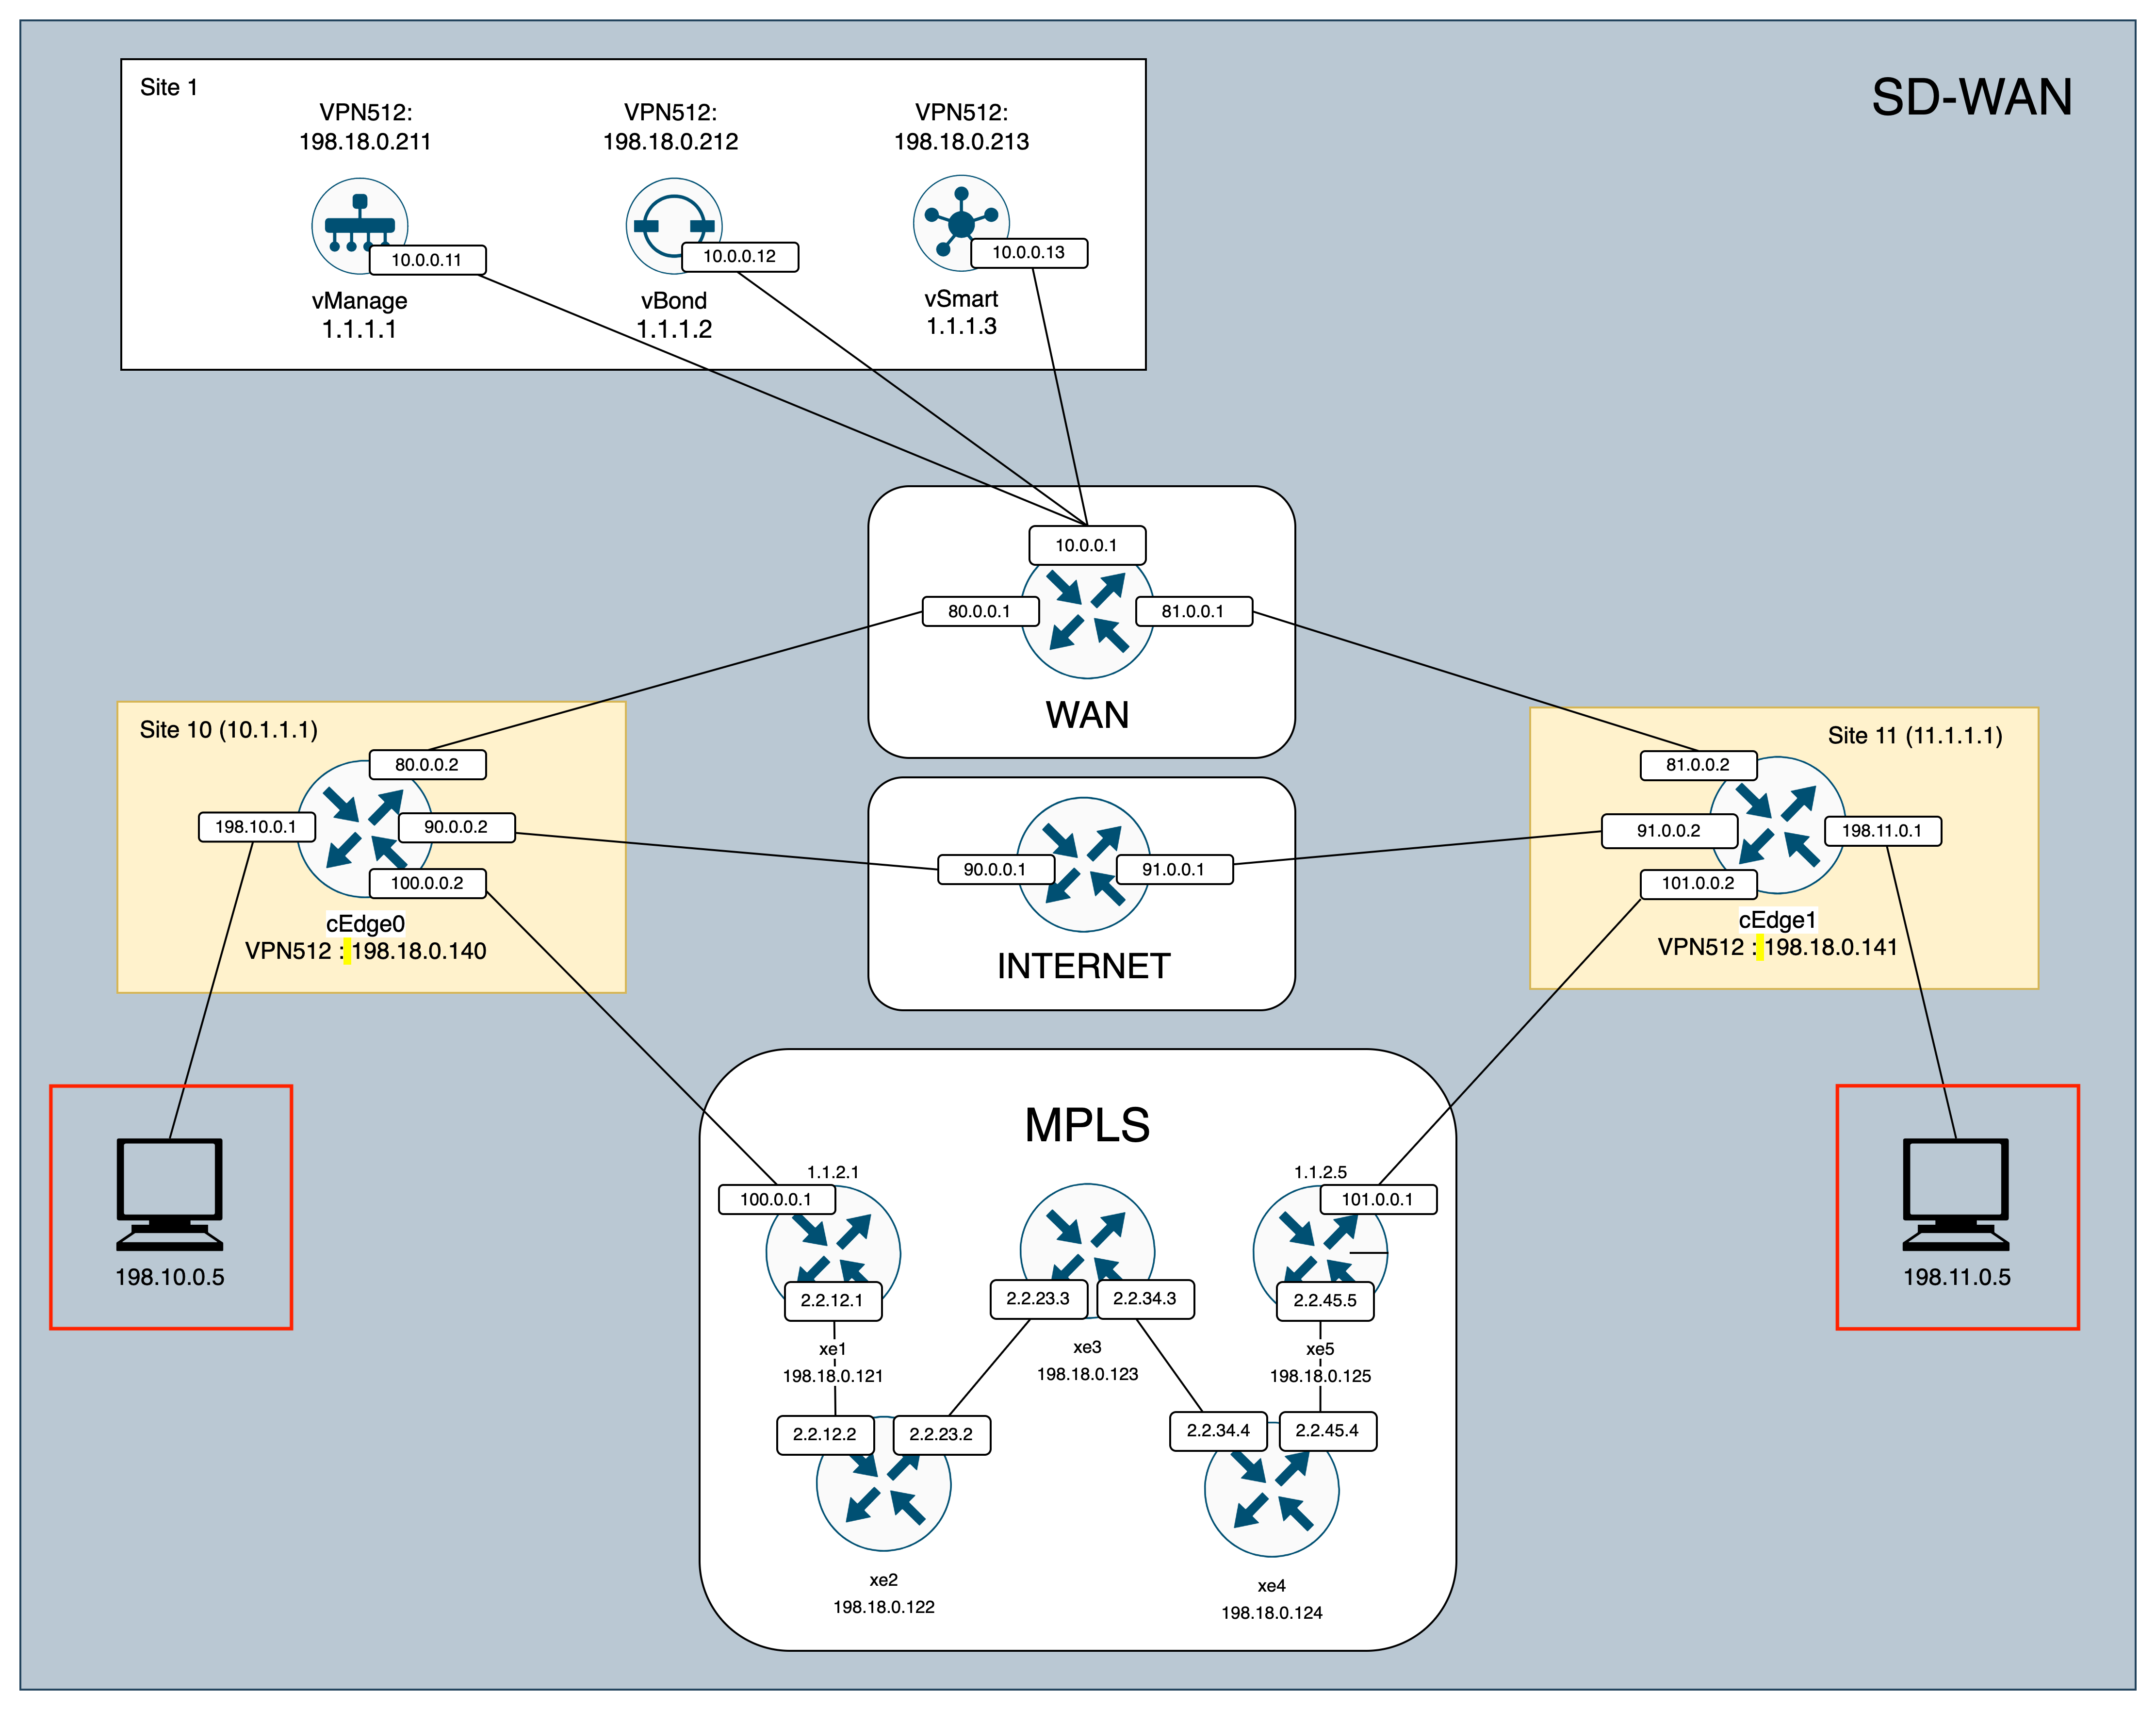 SD-WAN
Site 1
VPN512:
198.18.0.211
VPN512:
198.18.0.212
VPN512:
198.18.0.213
10.0.0.11
10.0.0.12
10.0.0.13
vManage
1.1.1.1
vBond
1.1.1.2
vSmart
1.1.1.3
10.0.0.1
80.0.0.1
81.0.0.1
WAN
Site 10 (10.1.1.1)
80.0.0.2
198.10.0.1
90.0.0.2
100.0.0.2
cEdge0
VPN512 : 198.18.0.140
90.0.0.1
91.0.0.1
INTERNET
Site 11 (11.1.1.1)
81.0.0.2
91.0.0.2
198.11.0.1
101.0.0.2
cEdge1
VPN512 : 198.18.0.141
198.10.0.5
198.11.0.5
MPLS
1.1.2.1
100.0.0.1
2.2.12.1
xe1
198.18.0.121
2.2.23.3
2.2.34.3
xe3
198.18.0.123
1.1.2.5
101.0.0.1
2.2.45.5
xe5
198.18.0.125
2.2.12.2
2.2.23.2
xe2
198.18.0.122
2.2.34.4
2.2.45.4
xe4
198.18.0.124